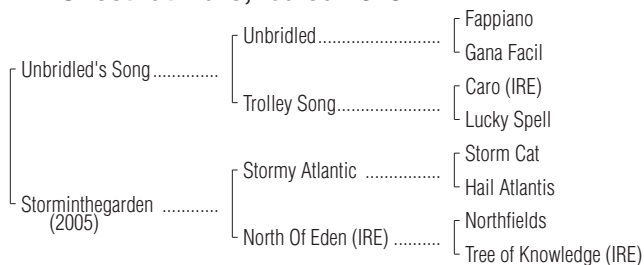 Fappiano
Unbridled........................
Gana Facil
Unbridled's Song.............
Caro (IRE)
Trolley Song.....................
Lucky Spell
Storm Cat
Stormy Atlantic ...............
Hail Atlantis
Storminthegarden ...........
(2005)
Northfields
North Of Eden (IRE) ..........
Tree of Knowledge (IRE)